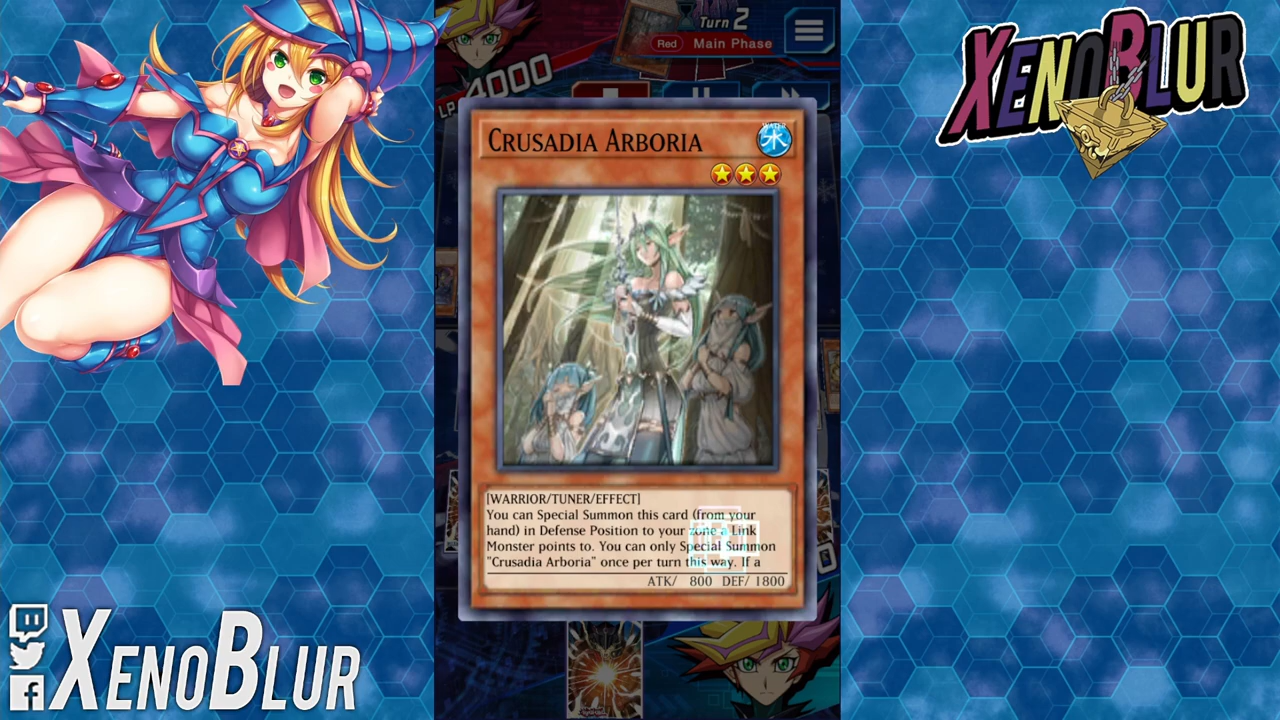 Turn 2
Red Main Phase
LP 4000
XENOBLUR
CRUSADIA ARBORIA
WATER
水
[WARRIOR/TUNER/EFFECT]
You can Special Summon this card (from your
hand) in Defense Position to your zone a Link
Monster points to. You can only Special Summon
"Crusadia Arboria" once per turn this way. If a
ATK/ 800 DEF/ 1800
XENOBLUR